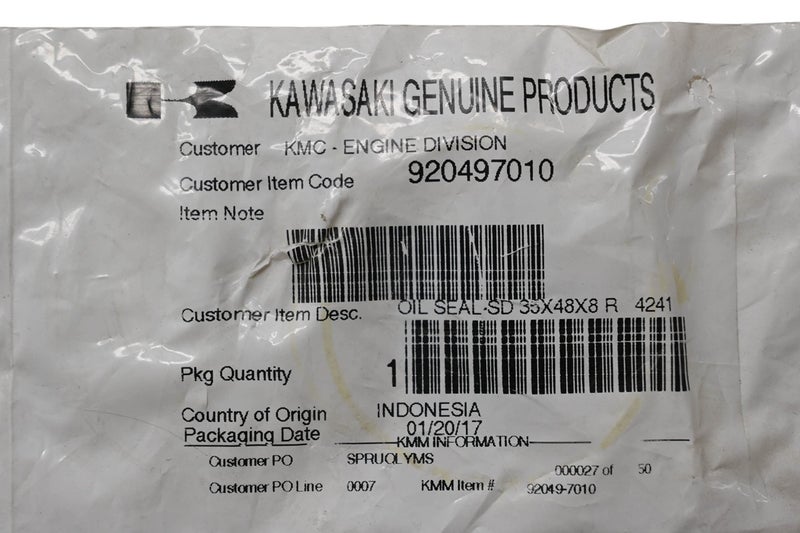 KAWASAKI GENUINE PRODUCTS
Customer KMC - ENGINE DIVISION
Customer Item Code 920497010
Item Note
Customer Item Desc. OIL SEAL-SD 35X48X8 R 4241
Pkg Quantity 1
Country of Origin INDONESIA
Packaging Date 01/20/17
KMM INFORMATION
Customer PO SPRUOLYMS 000027 of 50
Customer PO Line 0007 KMM Item # 92049-7010